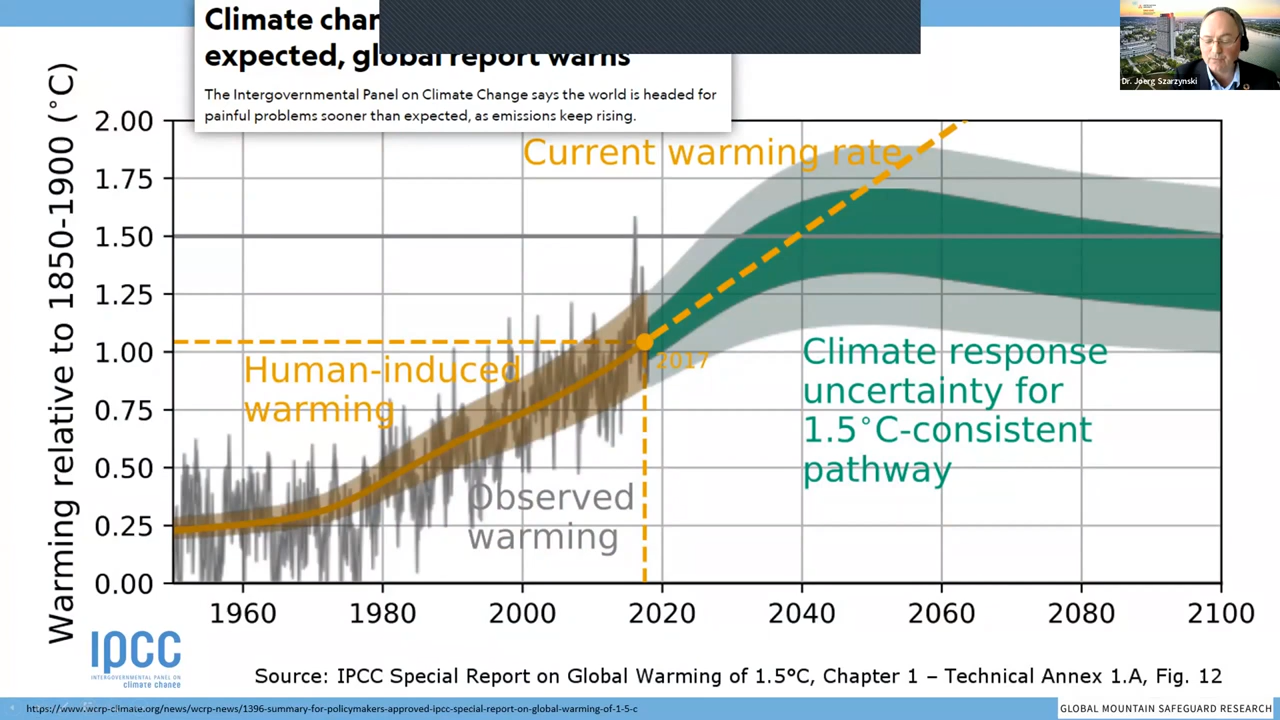 Climate
expected, global report warns
The Intergovernmental Panel on Climate Change says the world is headed for
painful problems sooner than expected, as emissions keep rising.
Dr. Joerg Szarzynski
Warming relative to 1850-1900 (°C)
2.00
1.75
1.50
1.25
1.00
0.75
0.50
0.25
0.00
Current warming rate
2017
Human-induced
warming
Observed
warming
Climate response
uncertainty for
1.5°C-consistent
pathway
1960
1980
2000
2020
2040
2060
2080
2100
ipcc
INTERGOVERNMENTAL PANEL ON
climate change
Source: IPCC Special Report on Global Warming of 1.5ºC, Chapter 1 – Technical Annex 1.A, Fig. 12
https://www.wcrp-climate.org/news/wcrp-news/1396-summary-for-policymakers-approved-ipcc-special-report-on-global-warming-of-1-5-c
GLOBAL MOUNTAIN SAFEGUARD RESEARCH